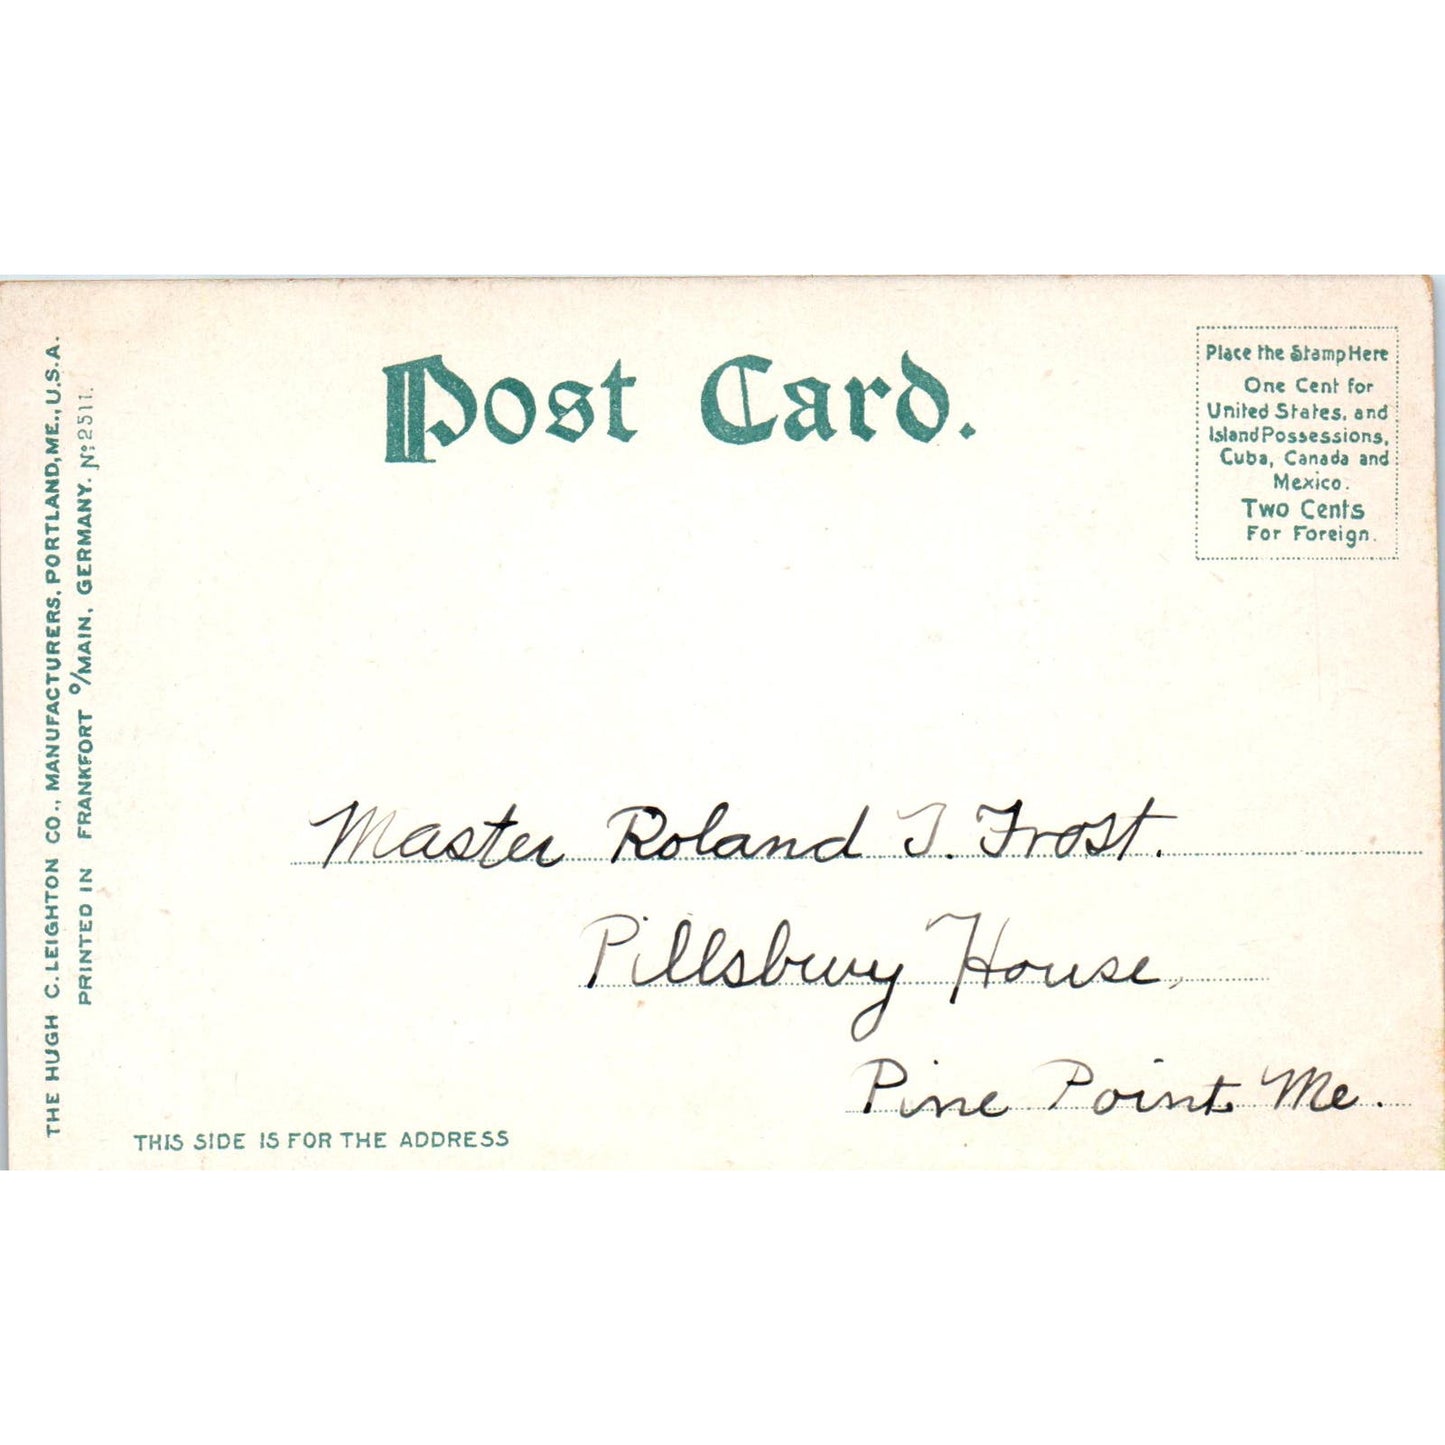 Post Card.
Place the Stamp Here
One Cent for
United States, and
Island Possessions,
Cuba, Canada and
Mexico.
Two Cents
For Foreign.
THE HUGH C. LEIGHTON CO., MANUFACTURERS, PORTLAND, ME., U.S.A.
PRINTED IN FRANKFORT o/MAIN, GERMANY. No 2511.
Master Roland T. Frost.
Pillsbury House,
Pine Point Me.
THIS SIDE IS FOR THE ADDRESS